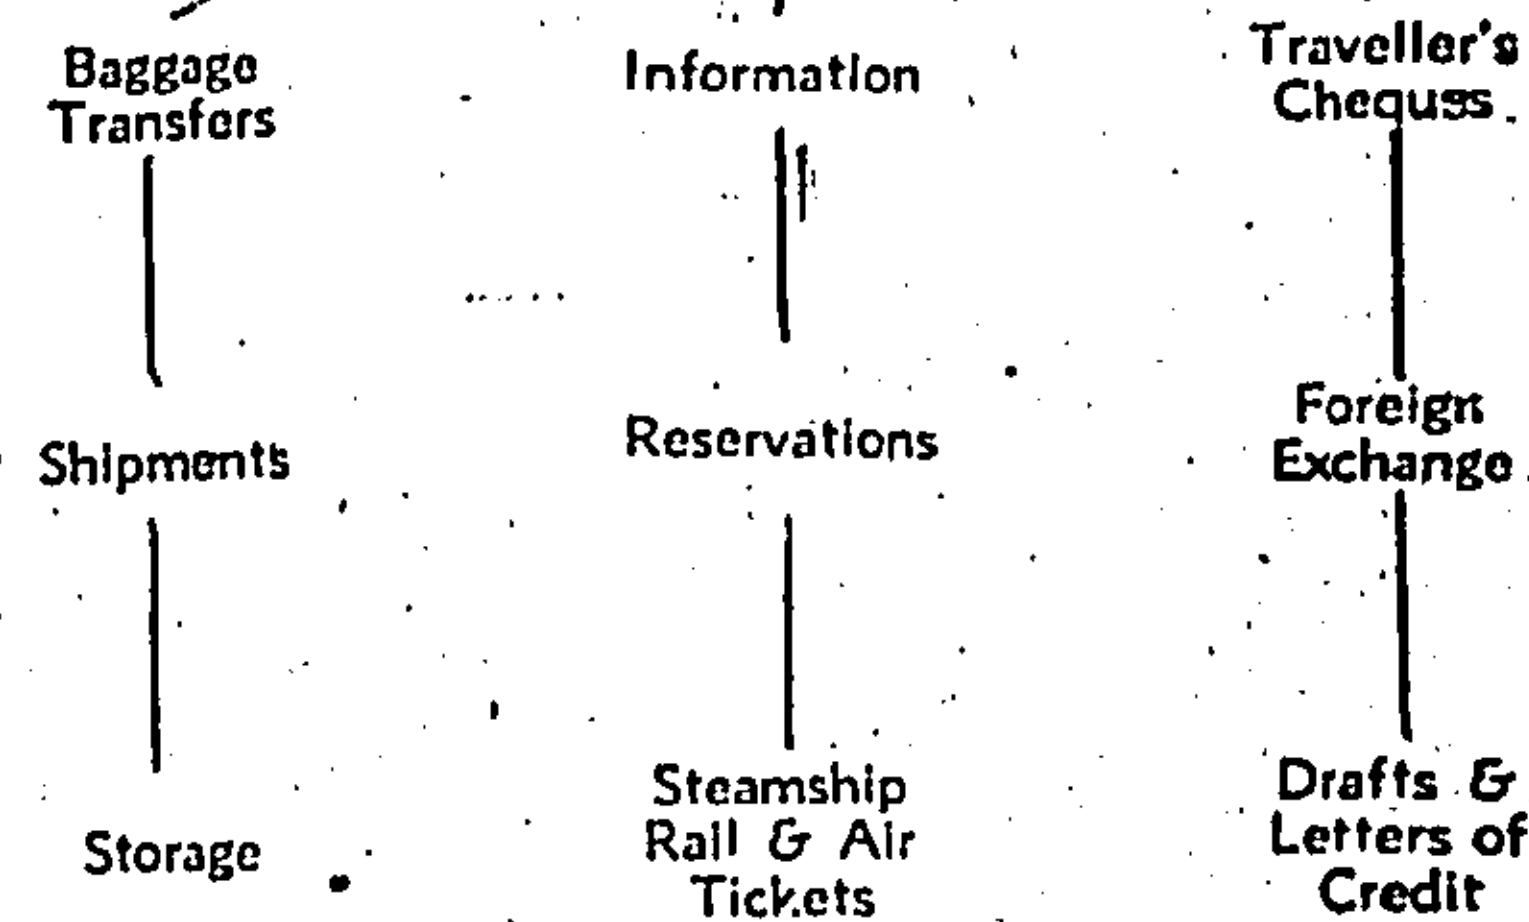 Baggage
Transfers
Shipments
Storage
Information
Reservations
Steamship
Rail & Air
Tickets
Traveller's
Cheques
Foreign
Exchange
Drafts &
Letters of
Credit